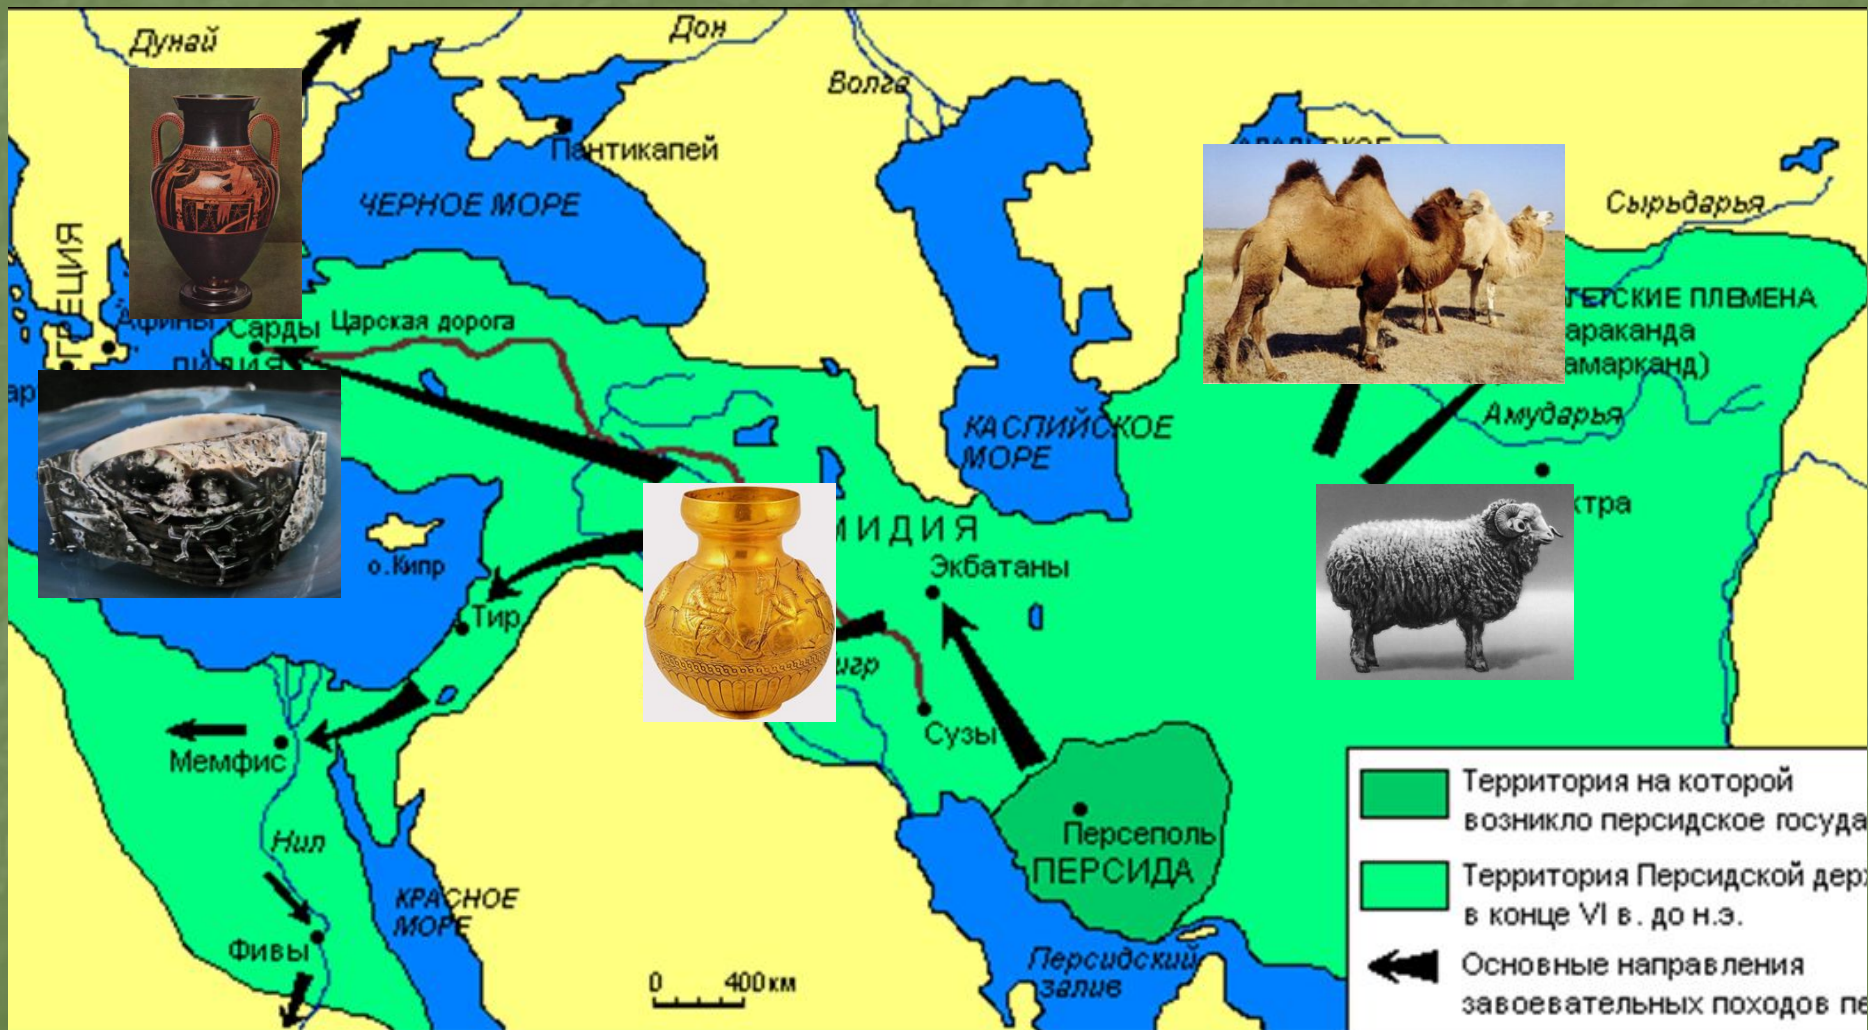 Дунай
Дон
Волга
Пантикапей
ЧЕРНОЕ МОРЕ
Сырьдарья
ГРЕЦИЯ
Афины
Сарды
Царская дорога
ЛИДИЯ
ПЛЕМЕНА
Амударья
КАСПИЙСКОЕ
МОРЕ
МИДИЯ
о.Кипр
Экбатаны
Тир
Сузы
Мемфис
Нил
Персеполь
ПЕРСИДА
КРАСНОЕ
МОРЕ
Фивы
Персидский
залив
0 400 км
Территория на которой
возникло персидское госуда
Территория Персидской держ
в конце VI в. до н.э.
Основные направления
завоевательных походов пе